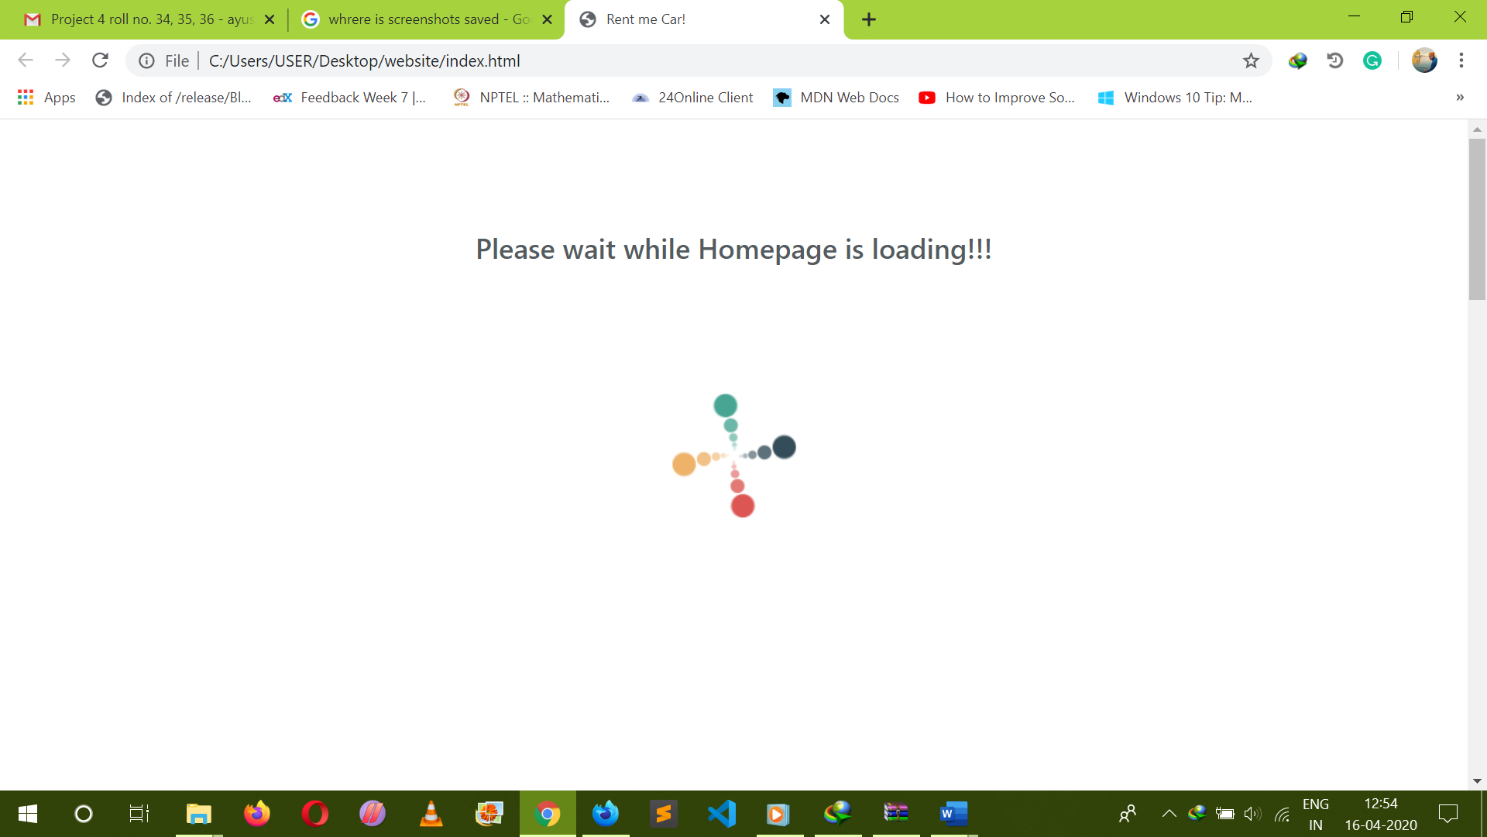 Project 4 roll no. 34, 35, 36 - ayus
whrere is screenshots saved - Go
Rent me Car!
File
C:/Users/USER/Desktop/website/index.html
Apps
Index of /release/Bl...
edX
Feedback Week 7 |...
NPTEL
NPTEL :: Mathemati...
24Online Client
MDN Web Docs
How to Improve So...
Windows 10 Tip: M...
»
Please wait while Homepage is loading!!!
ENG
IN
12:54
16-04-2020